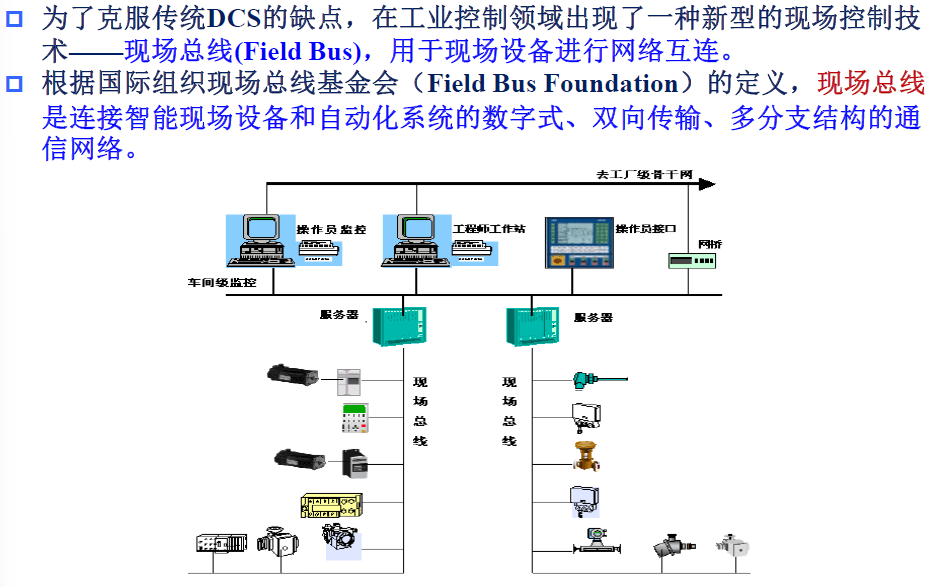 为了克服传统DCS的缺点，在工业控制领域出现了一种新型的现场控制技
术——现场总线(Field Bus)，用于现场设备进行网络互连。
根据国际组织现场总线基金会（Field Bus Foundation）的定义，现场总线
是连接智能现场设备和自动化系统的数字式、双向传输、多分支结构的通
信网络。
去工厂级骨干网
操作员监控
工程师工作站
操作员接口
网桥
车间级监控
服务器
服务器
现场总线
现场总线